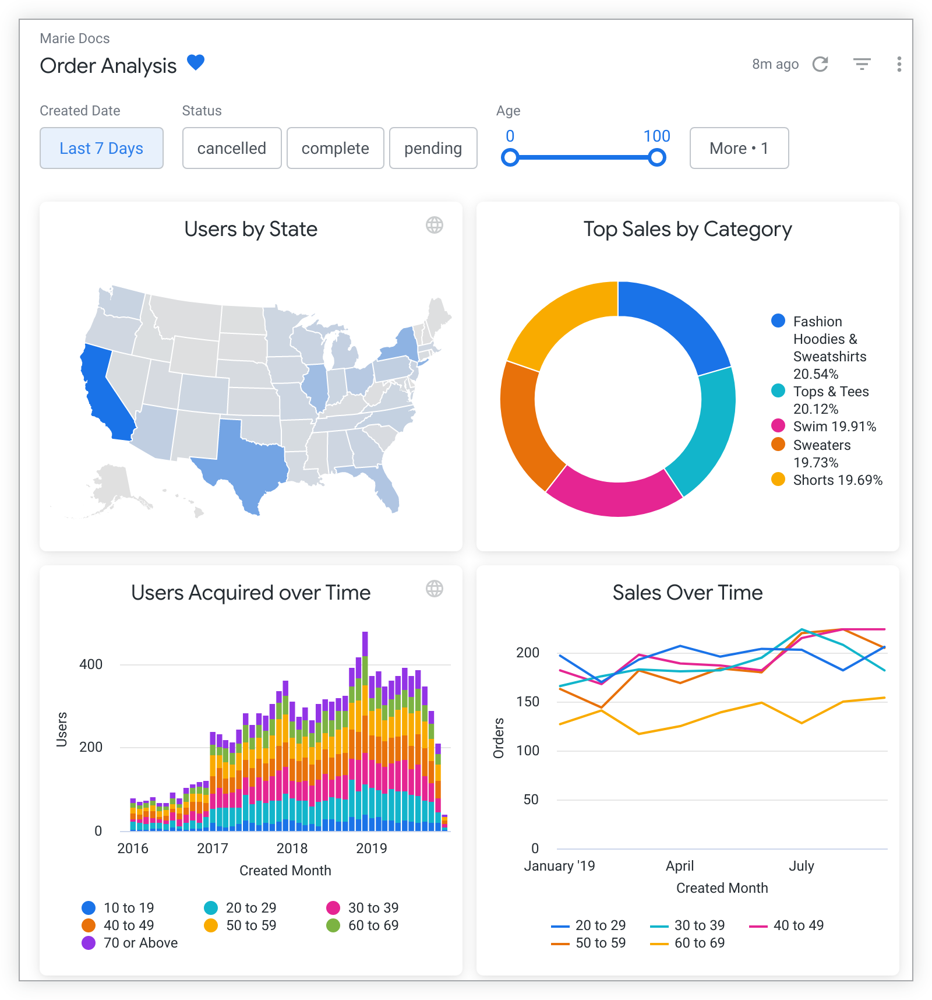 Marie Docs
Order Analysis
8m ago
Created Date
Status
Age
Last 7 Days
cancelled
complete
pending
0
100
More • 1
Users by State
Top Sales by Category
Fashion
Hoodies &
Sweatshirts
20.54%
Tops & Tees
20.12%
Swim 19.91%
Sweaters
19.73%
Shorts 19.69%
Users Acquired over Time
400
200
0
Users
2016
2017
2018
2019
Created Month
10 to 19
20 to 29
30 to 39
40 to 49
50 to 59
60 to 69
70 or Above
Sales Over Time
200
150
100
50
0
Orders
January '19
April
July
Created Month
20 to 29
30 to 39
40 to 49
50 to 59
60 to 69